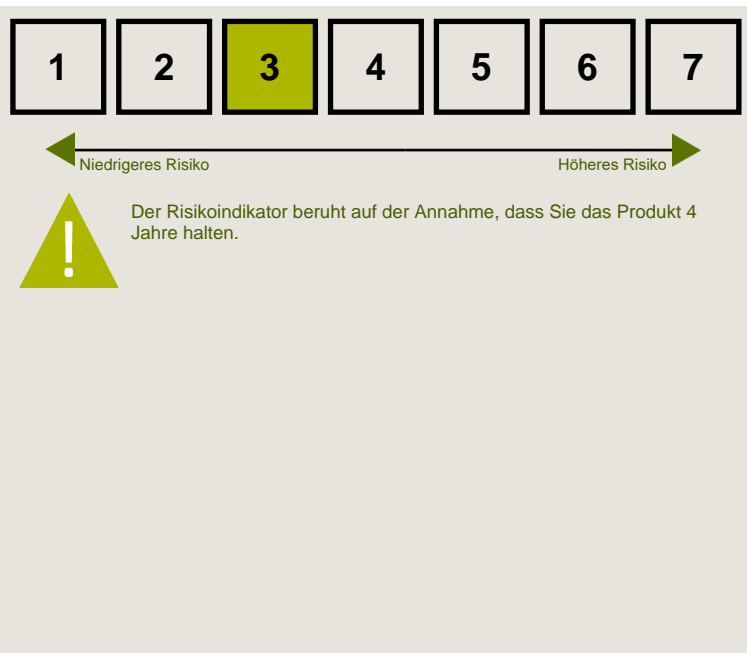 1 2 3 4 5 6 7
Niedrigeres Risiko Höheres Risiko
!
Der Risikoindikator beruht auf der Annahme, dass Sie das Produkt 4
Jahre halten.